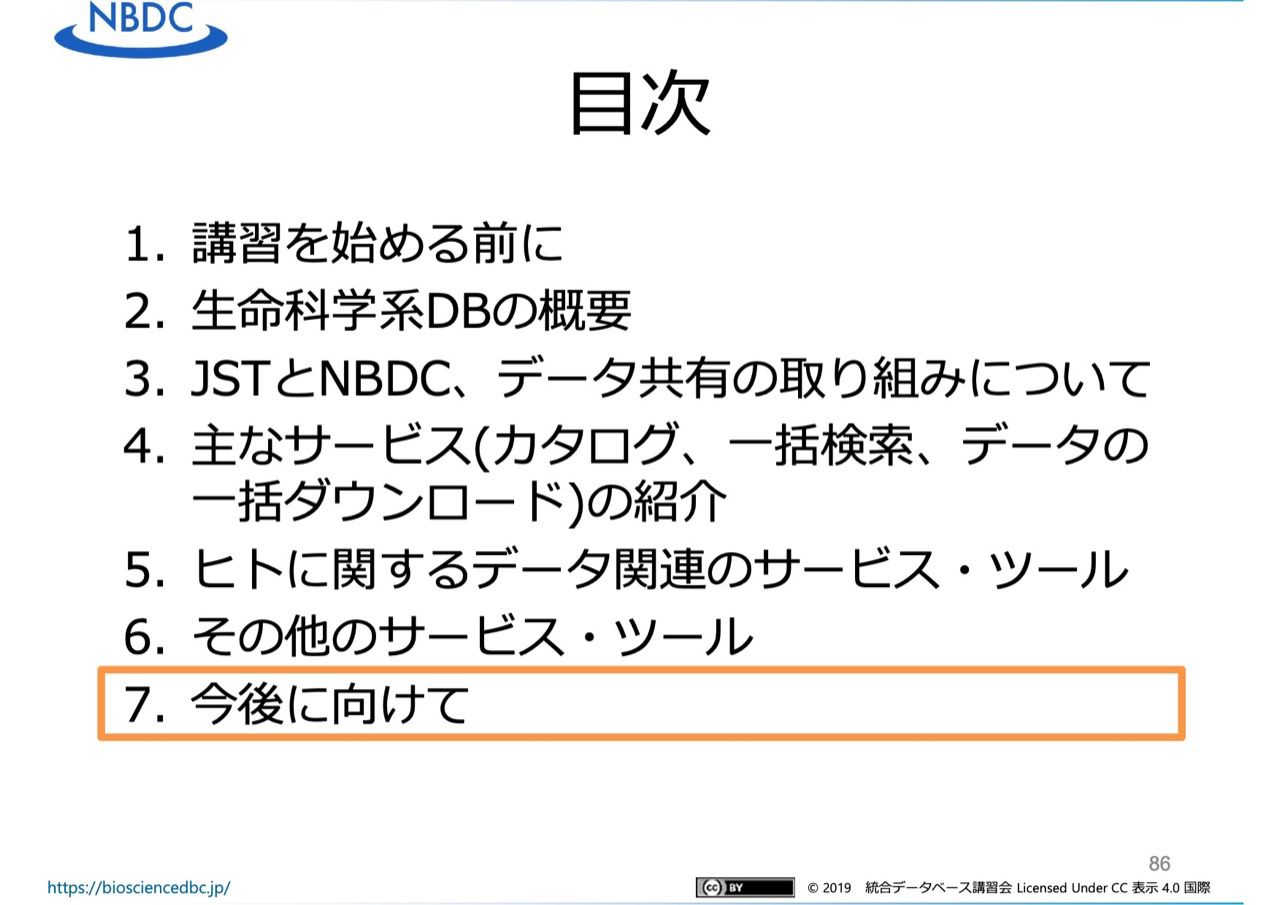 NBDC
目次
1. 講習を始める前に
2. 生命科学系DBの概要
3. JSTとNBDC、データ共有の取り組みについて
4. 主なサービス(カタログ、一括検索、データの
一括ダウンロード)の紹介
5. ヒトに関するデータ関連のサービス・ツール
6. その他のサービス・ツール
7. 今後に向けて
86
https://biosciencedbc.jp/
cc BY © 2019 統合データベース講習会 Licensed Under CC 表示 4.0 国際